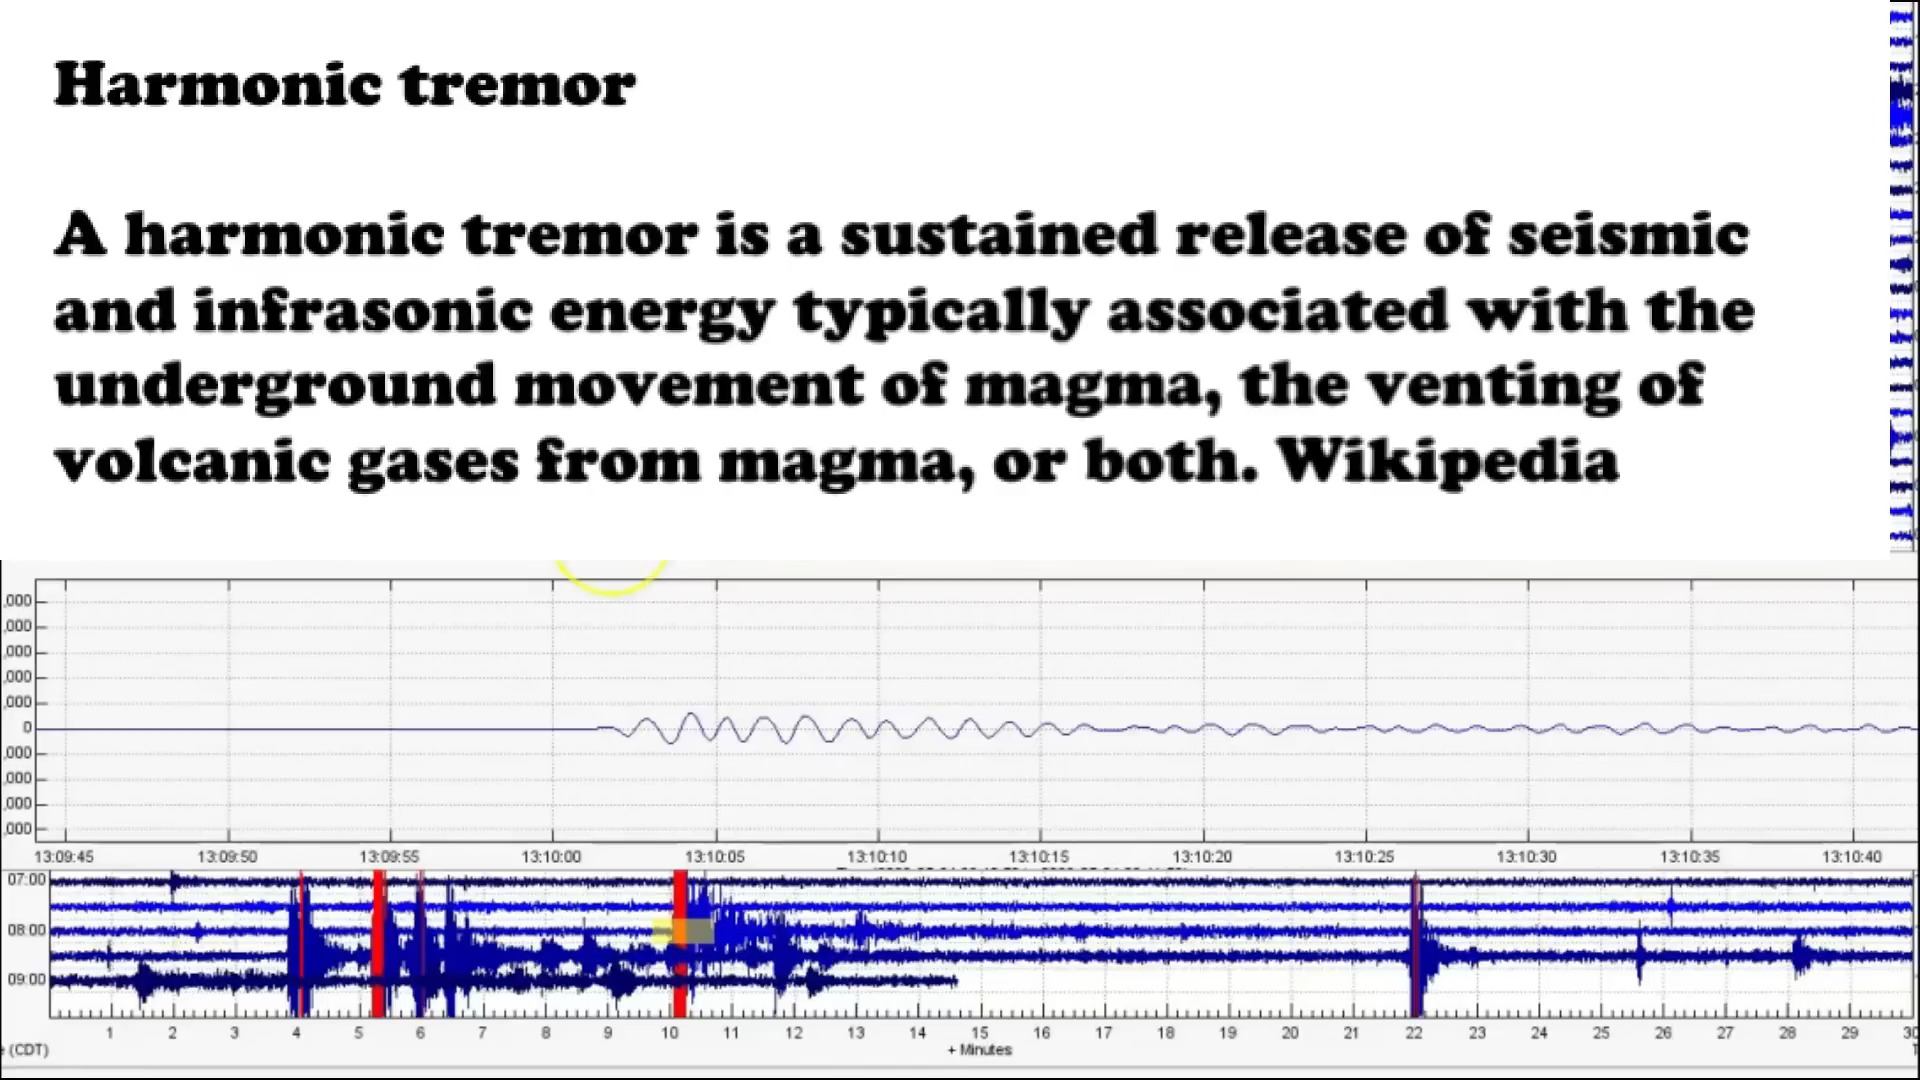 Harmonic tremor
A harmonic tremor is a sustained release of seismic
and infrasonic energy typically associated with the
underground movement of magma, the venting of
volcanic gases from magma, or both. Wikipedia
,000
,000
,000
,000
,000
0
,000
,000
,000
,000
13:09:45 13:09:50 13:09:55 13:10:00 13:10:05 13:10:10 13:10:15 13:10:20 13:10:25 13:10:30 13:10:35 13:10:40
07:00
08:00
09:00
1 2 3 4 5 6 7 8 9 10 11 12 13 14 15 16 17 18 19 20 21 22 23 24 25 26 27 28 29 30
(CDT) + Minutes